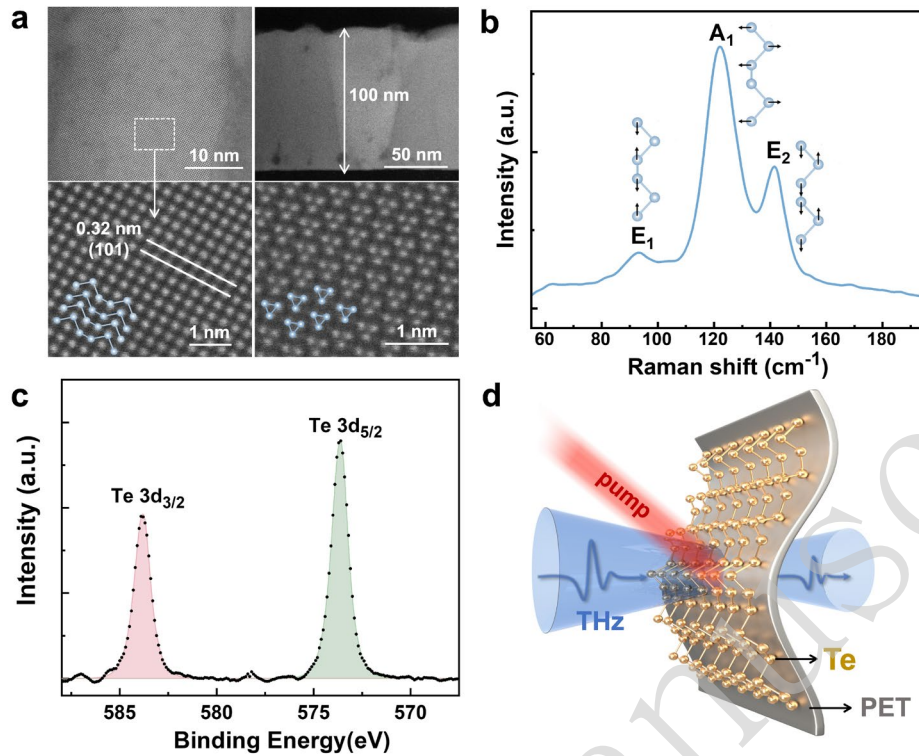 a
10 nm
100 nm
50 nm
0.32 nm
(101)
1 nm
1 nm
b
Intensity (a.u.)
A₁
E₂
E₁
60 80 100 120 140 160 180
Raman shift (cm⁻¹)
c
Intensity (a.u.)
Te 3d₅/₂
Te 3d₃/₂
585 580 575 570
Binding Energy(eV)
d
pump
THz
Te
PET